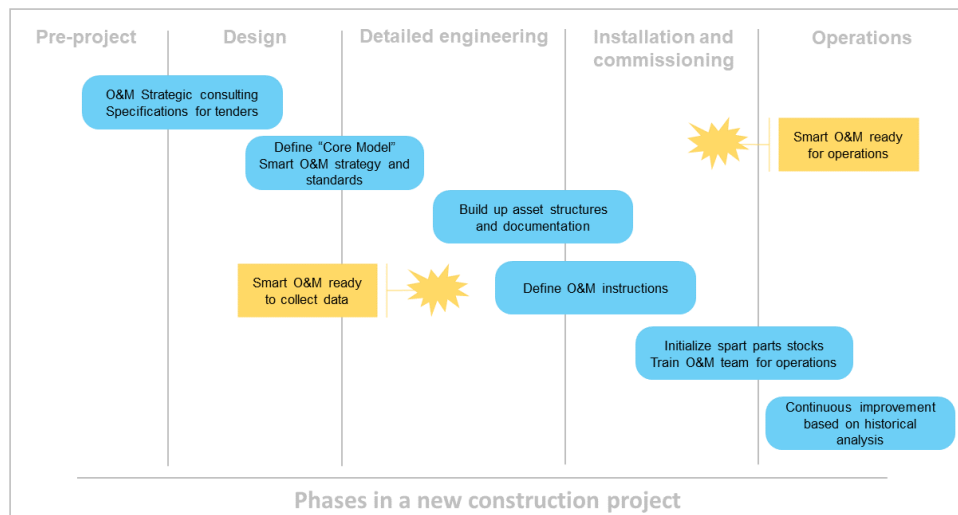 Pre-project
Design
Detailed engineering
Installation and
commissioning
Operations
O&M Strategic consulting
Specifications for tenders
Define “Core Model”
Smart O&M strategy and
standards
Smart O&M ready
for operations
Build up asset structures
and documentation
Smart O&M ready
to collect data
Define O&M instructions
Initialize spart parts stocks
Train O&M team for operations
Continuous improvement
based on historical
analysis
Phases in a new construction project